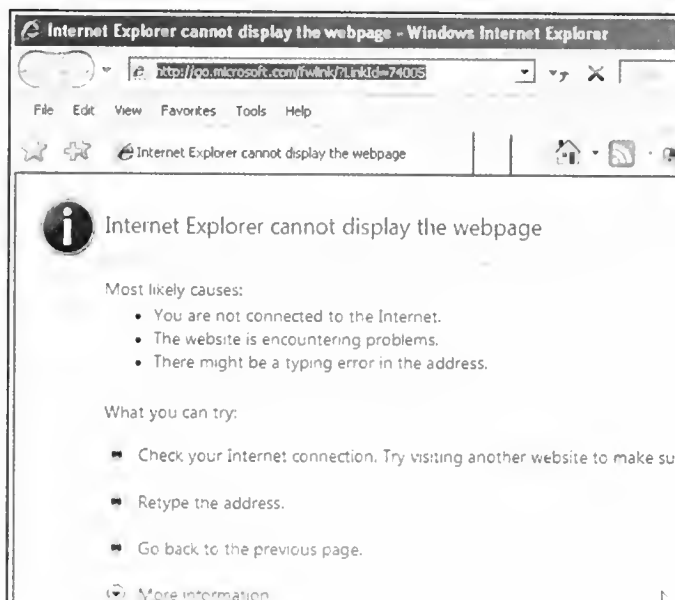 Internet Explorer cannot display the webpage - Windows Internet Explorer
http://go.microsoft.com/fwlink/?LinkId=74005
File Edit View Favorites Tools Help
Internet Explorer cannot display the webpage
Internet Explorer cannot display the webpage
Most likely causes:
• You are not connected to the Internet.
• The website is encountering problems.
• There might be a typing error in the address.
What you can try:
Check your Internet connection. Try visiting another website to make su
Retype the address.
Go back to the previous page.
More information